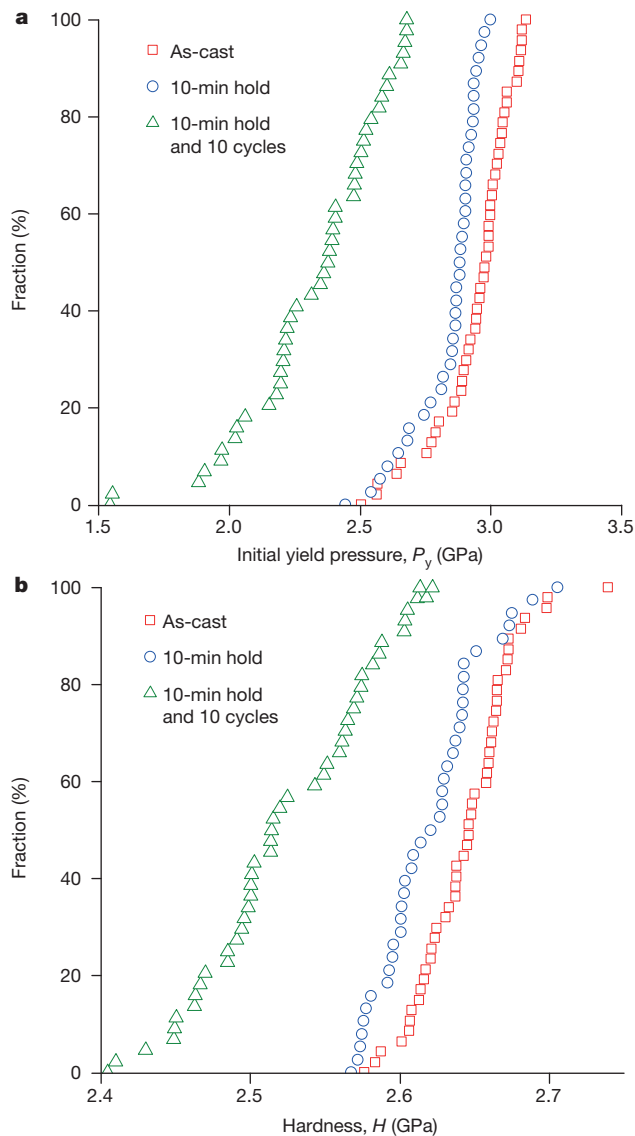 a
100
80
60
40
20
0
Fraction (%)
As-cast
10-min hold
10-min hold
and 10 cycles
1.5 2.0 2.5 3.0 3.5
Initial yield pressure, Py (GPa)
b
100
80
60
40
20
0
Fraction (%)
As-cast
10-min hold
10-min hold
and 10 cycles
2.4 2.5 2.6 2.7
Hardness, H (GPa)